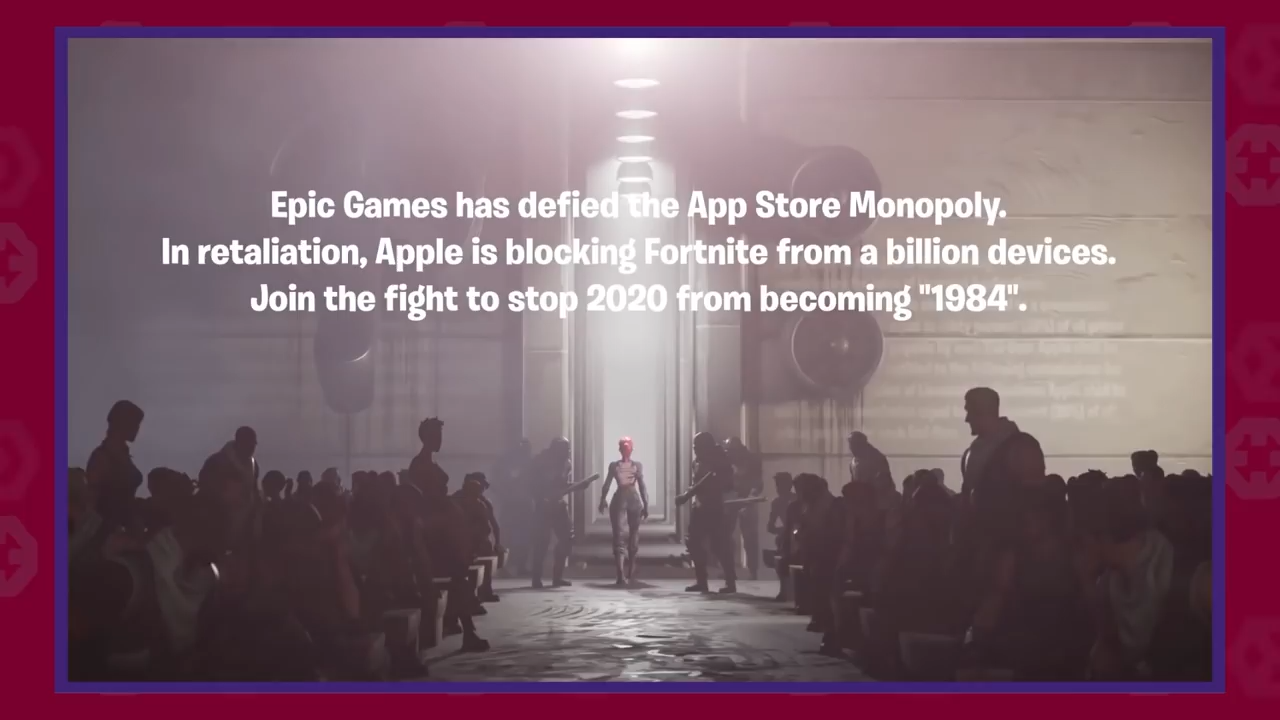 Epic Games has defied the App Store Monopoly.
In retaliation, Apple is blocking Fortnite from a billion devices.
Join the fight to stop 2020 from becoming "1984".